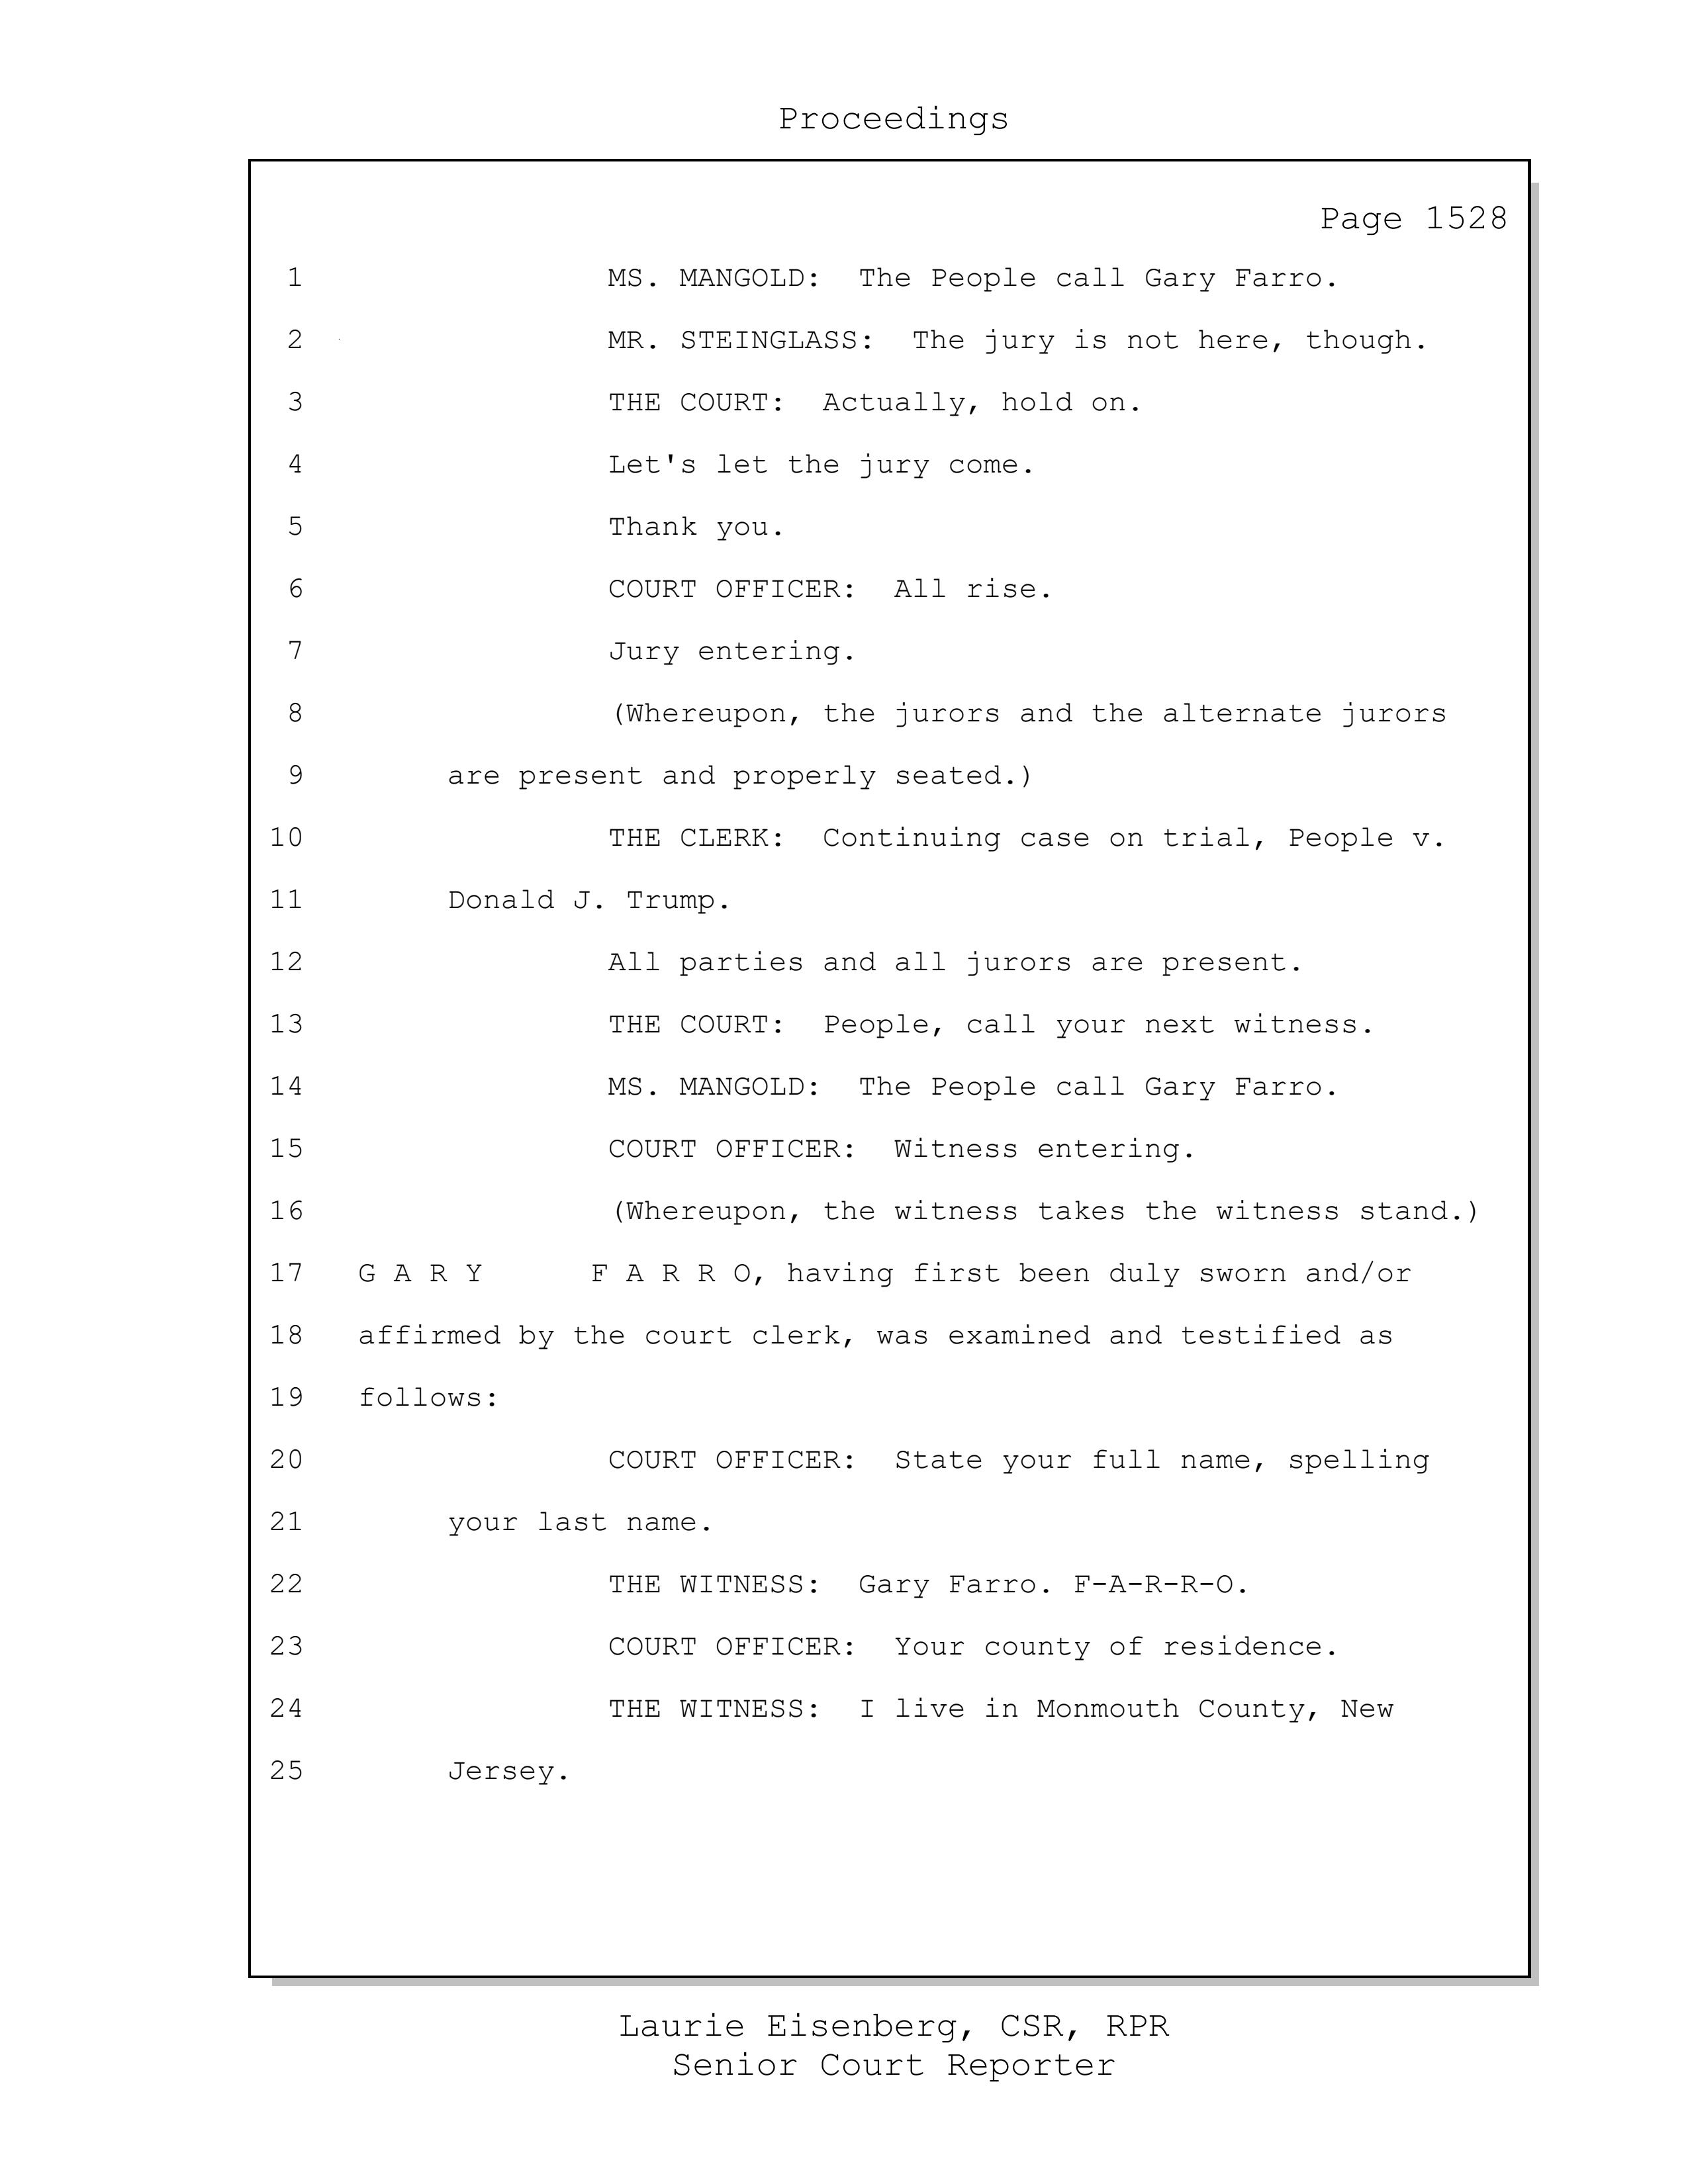 Proceedings
Page 1528
1 MS. MANGOLD: The People call Gary Farro.
2 MR. STEINGLASS: The jury is not here, though.
3 THE COURT: Actually, hold on.
4 Let's let the jury come.
5 Thank you.
6 COURT OFFICER: All rise.
7 Jury entering.
8 (Whereupon, the jurors and the alternate jurors
9 are present and properly seated.)
10 THE CLERK: Continuing case on trial, People v.
11 Donald J. Trump.
12 All parties and all jurors are present.
13 THE COURT: People, call your next witness.
14 MS. MANGOLD: The People call Gary Farro.
15 COURT OFFICER: Witness entering.
16 (Whereupon, the witness takes the witness stand.)
17 G A R Y F A R R O, having first been duly sworn and/or
18 affirmed by the court clerk, was examined and testified as
19 follows:
20 COURT OFFICER: State your full name, spelling
21 your last name.
22 THE WITNESS: Gary Farro. F-A-R-R-O.
23 COURT OFFICER: Your county of residence.
24 THE WITNESS: I live in Monmouth County, New
25 Jersey.
Laurie Eisenberg, CSR, RPR
Senior Court Reporter